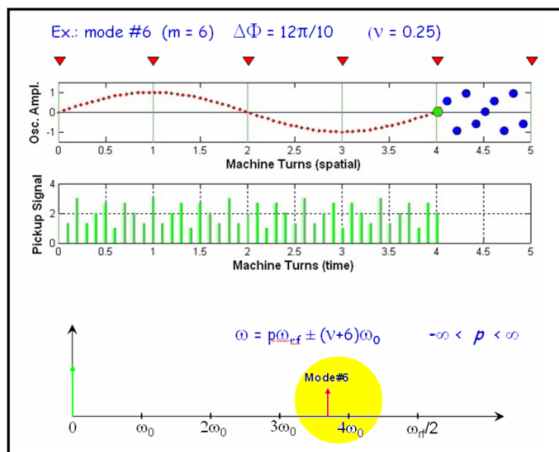 Ex.: mode #6 (m = 6) ΔΦ = 12π/10 (ν = 0.25)
Osc. Ampl.
1
0
-1
0 0.5 1 1.5 2 2.5 3 3.5 4 4.5 5
Machine Turns (spatial)
Pickup Signal
4
2
0
0 0.5 1 1.5 2 2.5 3 3.5 4 4.5 5
Machine Turns (time)
ω = pω_rf ± (ν+6)ω₀ -∞ < p < ∞
Mode#6
0 ω₀ 2ω₀ 3ω₀ 4ω₀ ω_rf/2